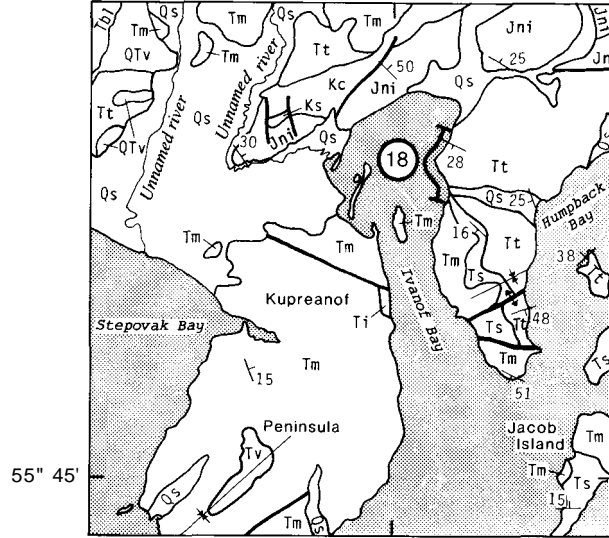 Tbl
Qs
Tm
Qs
Tm
Jni
Jni
Tm
QTv
Tm
Tt
50
25
Jn
Unnamed river
Kc
Jni
Qs
Tt
Qs
Ks
QTv
Unnamed river
30
Jni
Qs
18
28
Tt
Qs
Qs
25
Humpback
Bay
Tm
Tm
16
Tt
Tm
Tm
Ts
38
Kupreanof
Ivanof Bay
Stepovak Bay
Ti
Ts
Tt
48
Tm
Tm
Ts
15
51
Peninsula
Jacob
Island
Tm
Tv
Tm
55" 45'
Qs
Ts
Tm
Qs
15